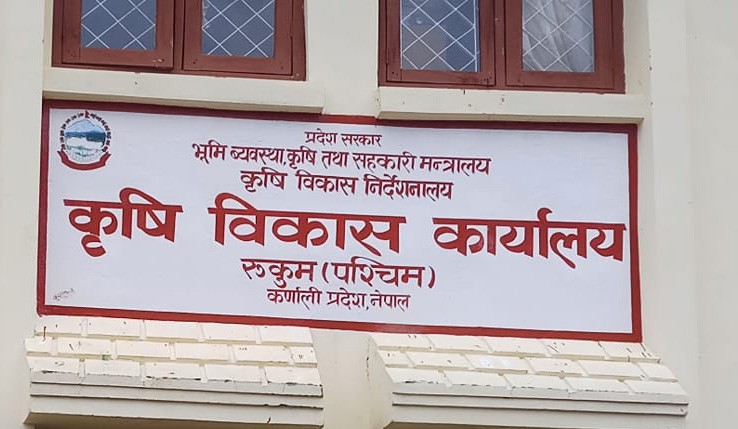 प्रदेश सरकार
भूमि ब्यवस्था,कृषि तथा सहकारी मन्त्रालय
कृषि विकास निर्देशनालय
कृषि विकास कार्यालय
रुकुम (पश्चिम)
कर्णाली प्रदेश,नेपाल